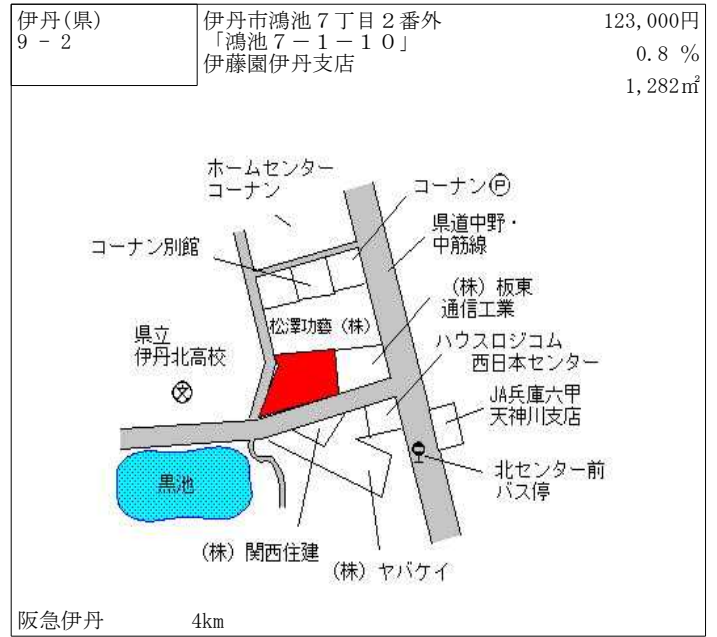 伊丹(県)
9 − 2
伊丹市鴻池７丁目２番外
「鴻池７－１－１０」
伊藤園伊丹支店
123,000円
0.8 %
1,282㎡
ホームセンター
コーナン
コーナンⓅ
県道中野・
中筋線
コーナン別館
（株）板東
通信工業
松澤功藝（株）
県立
伊丹北高校
文
ハウスロジコム
西日本センター
JA兵庫六甲
天神川支店
黒池
北センター前
バス停
（株）関西住建
（株）ヤバケイ
阪急伊丹
4km